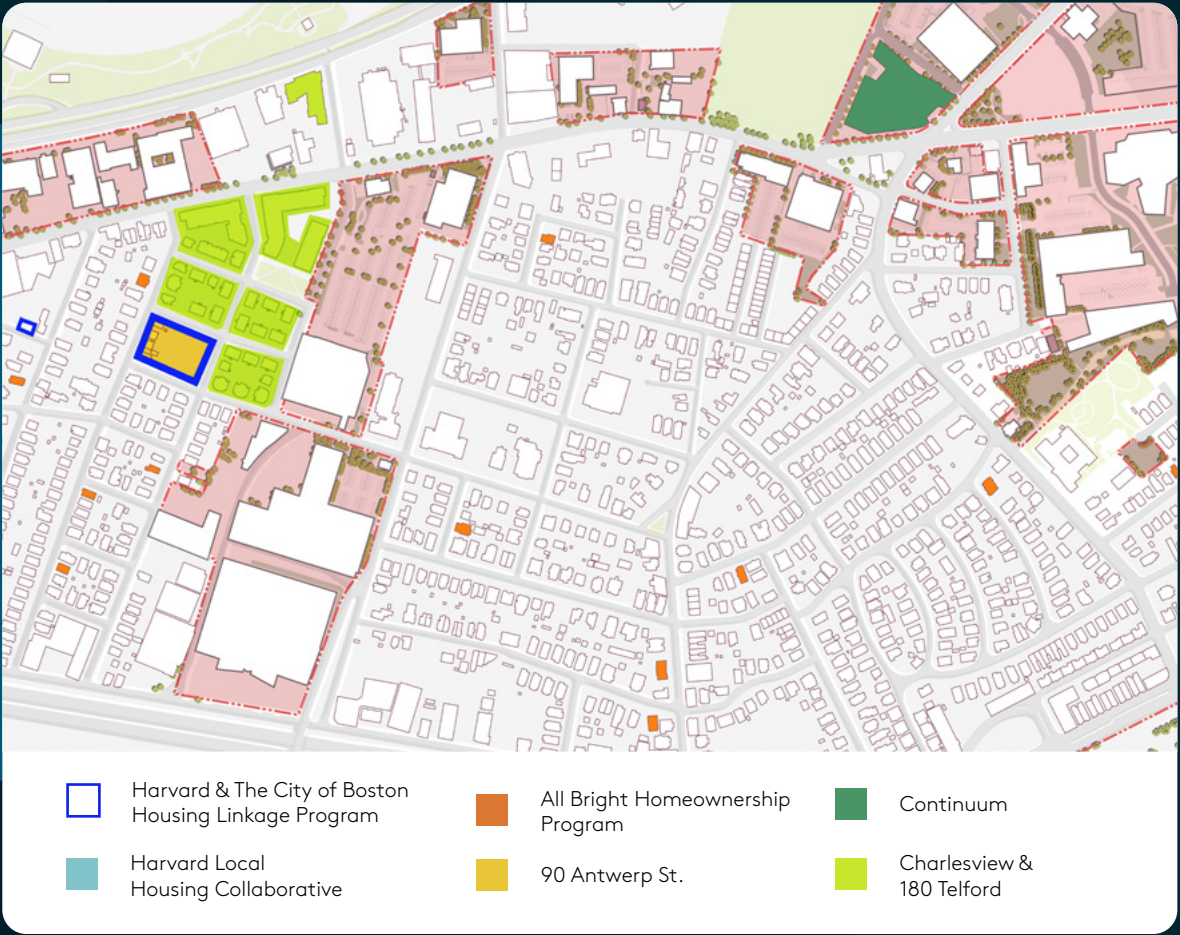 Harvard & The City of Boston
Housing Linkage Program
All Bright Homeownership
Program
Continuum
Harvard Local
Housing Collaborative
90 Antwerp St.
Charlesview &
180 Telford